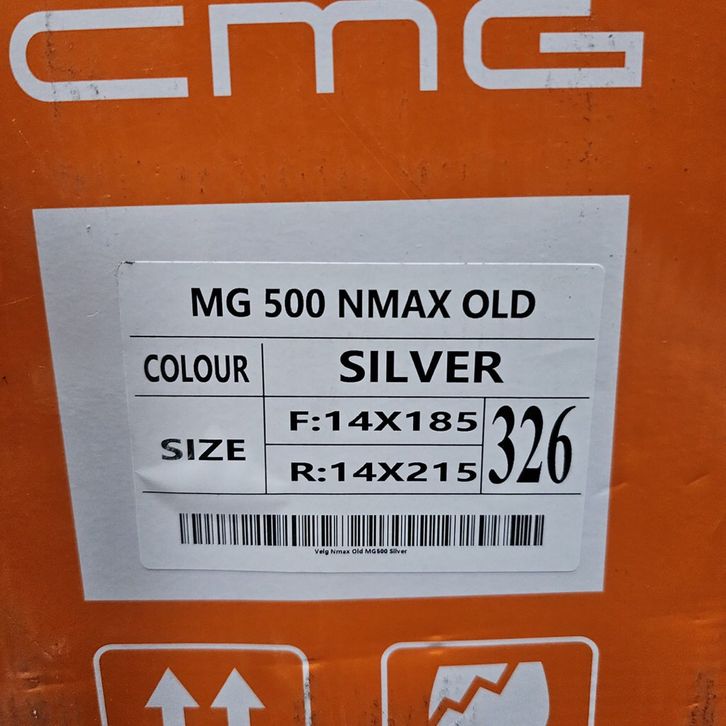 CMG
MG 500 NMAX OLD
COLOUR SILVER
SIZE F:14X185 326
R:14X215
Velg Nmax Old MG500 Silver